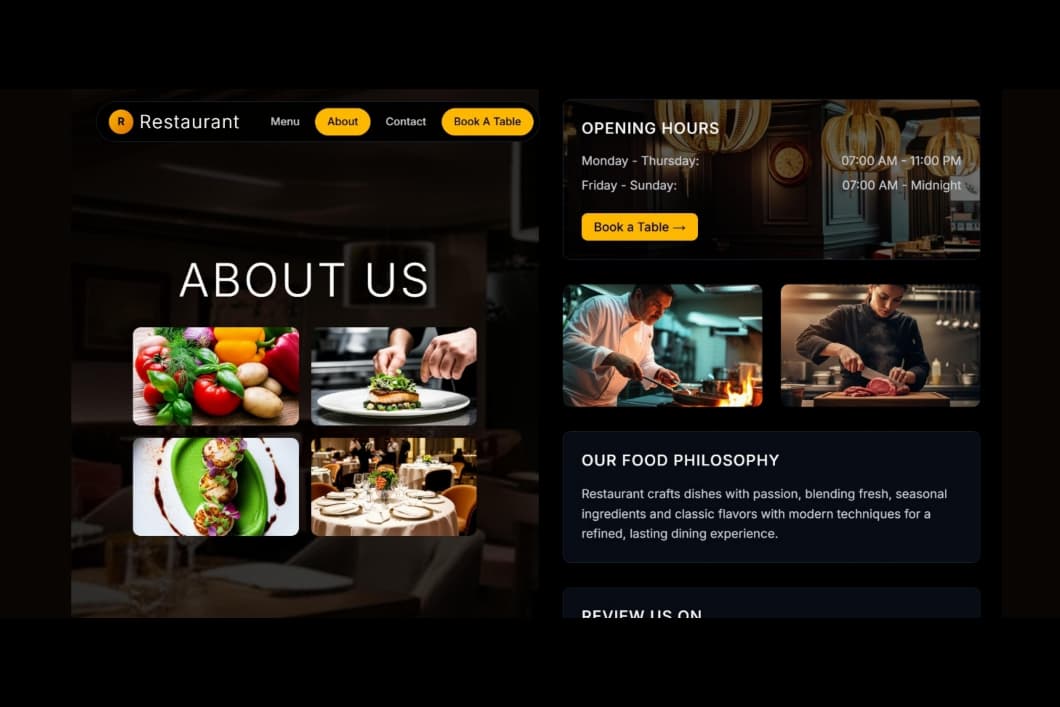 R Restaurant Menu About Contact Book A Table
ABOUT US
OPENING HOURS
Monday - Thursday: 07:00 AM - 11:00 PM
Friday - Sunday: 07:00 AM - Midnight
Book a Table →
OUR FOOD PHILOSOPHY
Restaurant crafts dishes with passion, blending fresh, seasonal
ingredients and classic flavors with modern techniques for a
refined, lasting dining experience.
REVIEW US ON